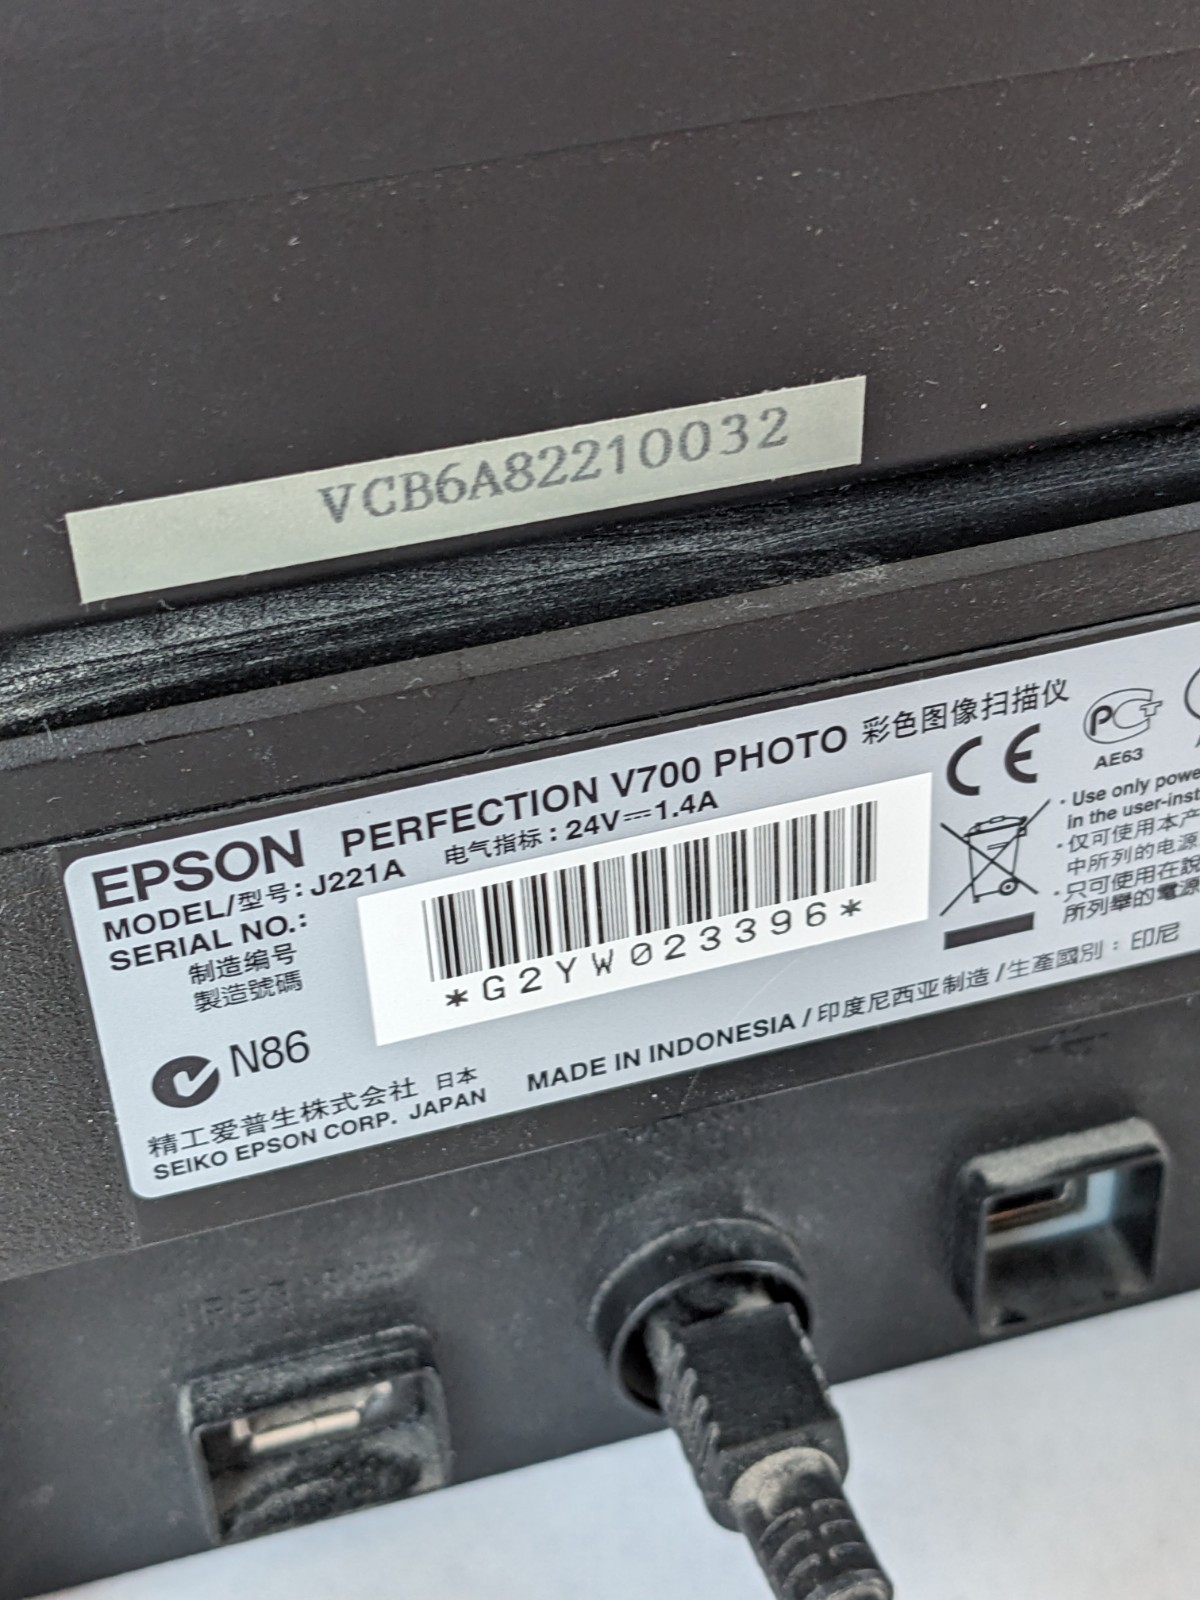 VCB6A82210032
EPSON PERFECTION V700 PHOTO 彩色图像扫描仪
MODEL/型号: J221A 电气指标: 24V⎓1.4A
SERIAL NO.:
制造编号
製造號碼
*G2YW023396*
N86
精工爱普生株式会社 日本
SEIKO EPSON CORP. JAPAN
MADE IN INDONESIA / 印度尼西亚制造 / 生產國別: 印尼
CE
PCT
AE63
· Use only powe
in the user-inst
· 仅可使用本产
中所列的电源
· 只可使用在說
所列舉的電源